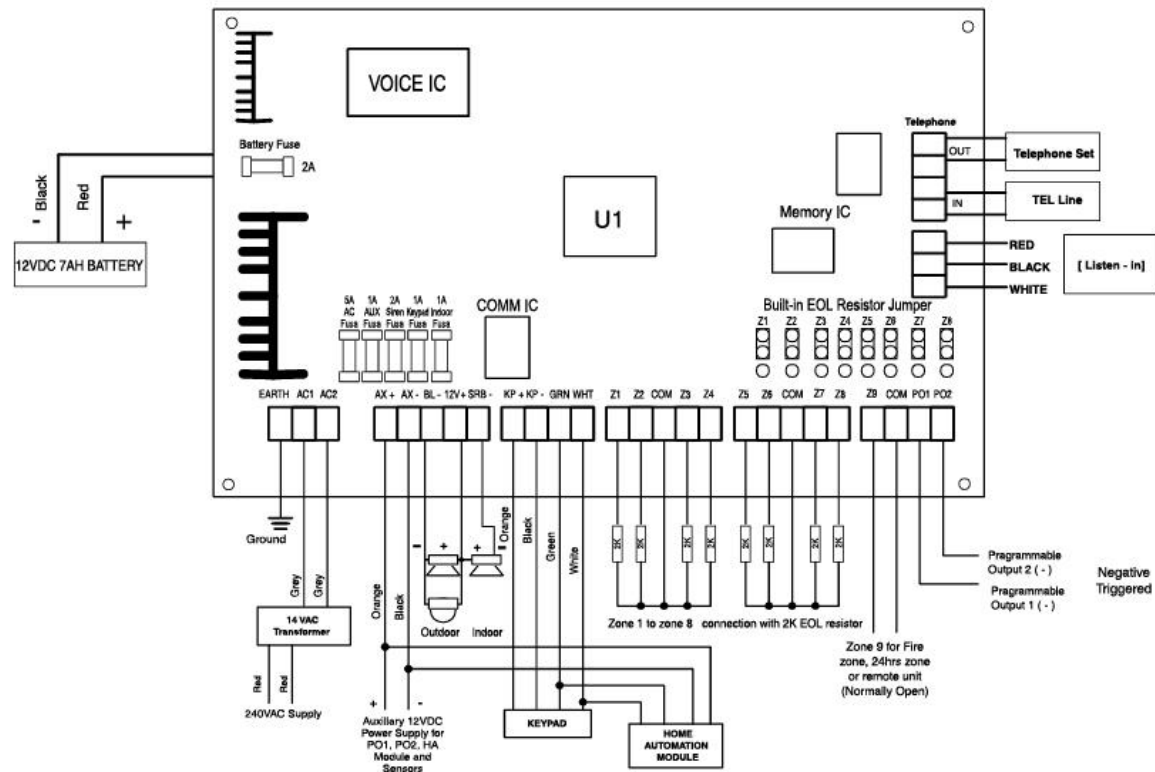 VOICE IC
Battery Fuse
2A
- Black
Red +
12VDC 7AH BATTERY
U1
Memory IC
Telephone
OUT
Telephone Set
IN
TEL Line
RED
BLACK
WHITE
[ Listen - in]
5A 1A 2A 1A 1A
AC AUX Siren Keypad Indoor
Fusa Fusa Fusa Fusa Fusa
COMM IC
Built-in EOL Resistor Jumper
Z1 Z2 Z3 Z4 Z5 Z6 Z7 Z8
EARTH AC1 AC2
AX + AX - BL - 12V+ SRB -
KP + KP - GRN WHT
Z1 Z2 COM Z3 Z4
Z5 Z6 COM Z7 Z8
Z9 COM PO1 PO2
Ground
Grey Grey
14 VAC
Transformer
Red Red
240VAC Supply
Orange
Black
- + + -
Outdoor Indoor
Orange
Black
Green
White
2K 2K 2K 2K
2K 2K 2K 2K
Zone 1 to zone 8 connection with 2K EOL resistor
+ -
Auxillary 12VDC
Power Supply for
PO1, PO2, HA
Module and
Sensors
KEYPAD
HOME
AUTOMATION
MODULE
Zone 9 for Fire
zone, 24hrs zone
or remote unit
(Normally Open)
Pragrammable
Output 2 ( - )
Pragrammable
Output 1 ( - )
Negative
Triggered